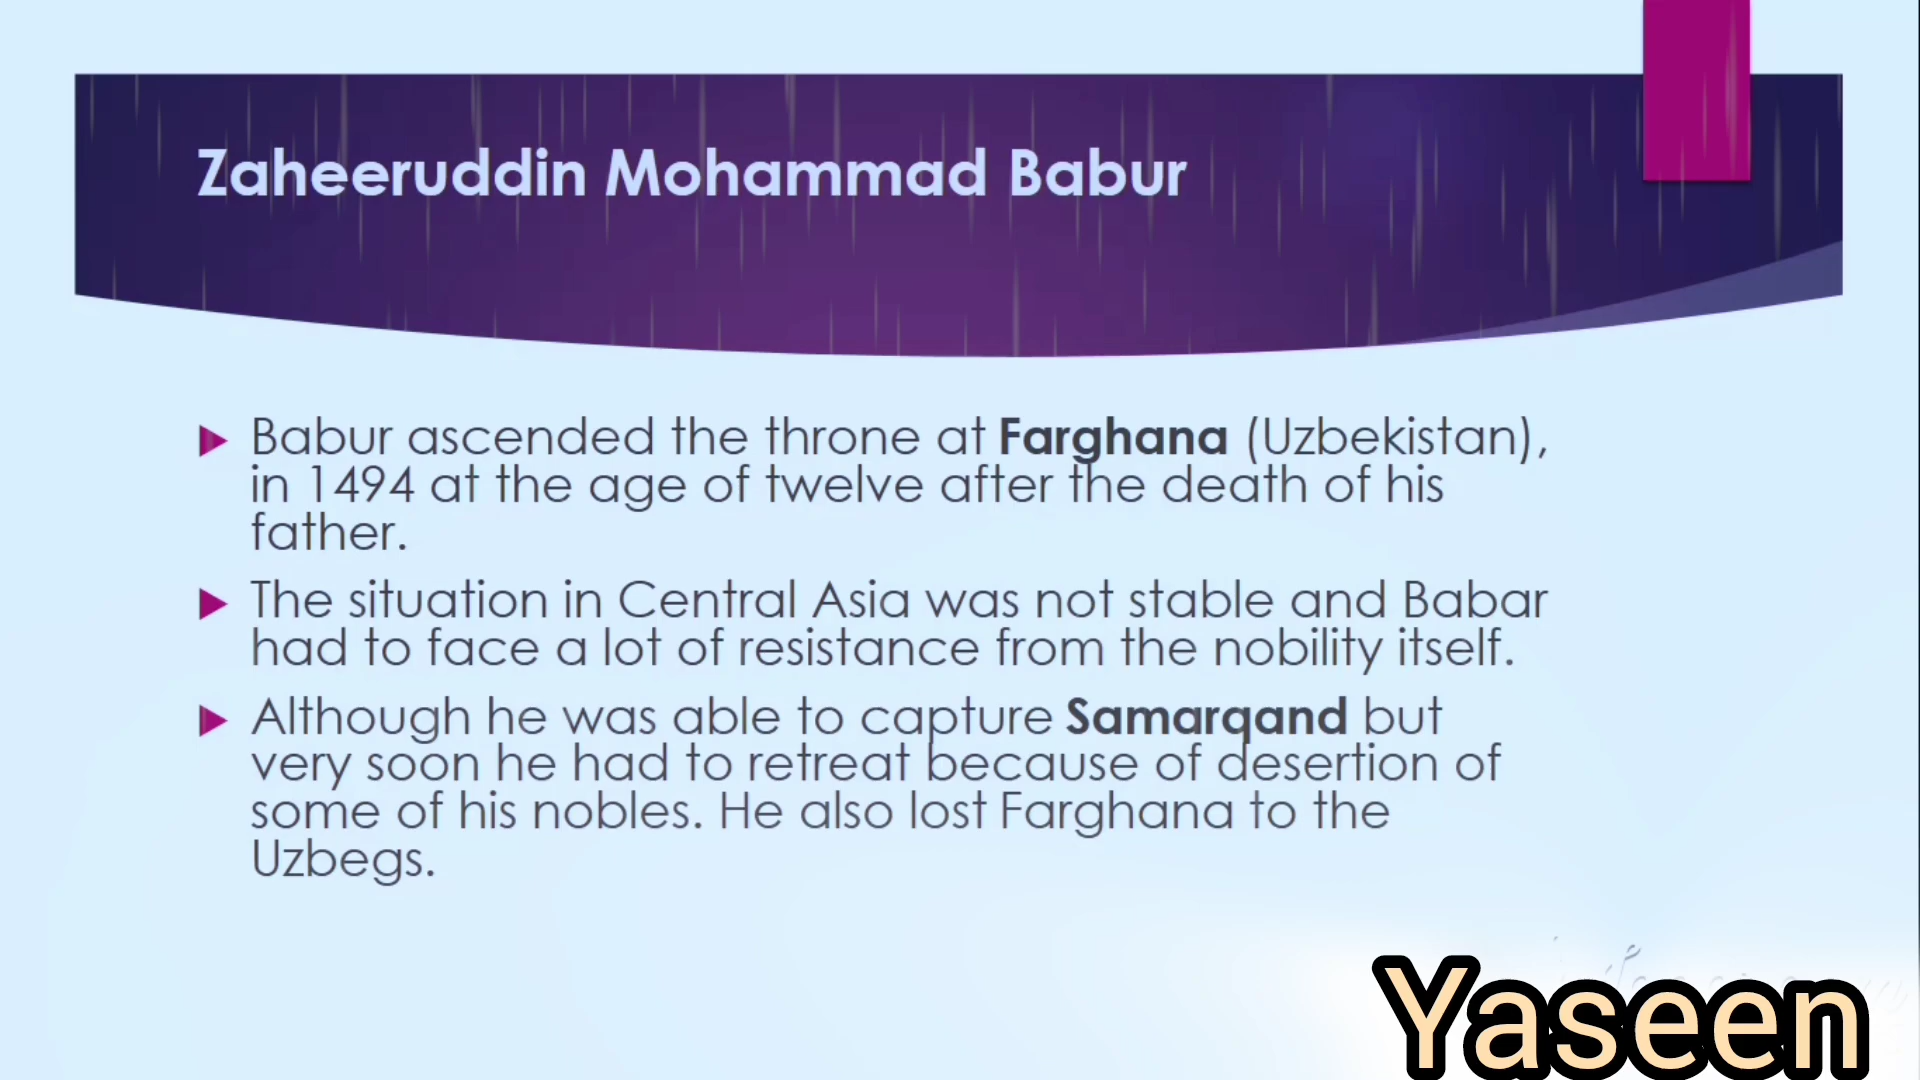 Zaheeruddin Mohammad Babur
Babur ascended the throne at Farghana (Uzbekistan),
in 1494 at the age of twelve after the death of his
father.
The situation in Central Asia was not stable and Babar
had to face a lot of resistance from the nobility itself.
Although he was able to capture Samarqand but
very soon he had to retreat because of desertion of
some of his nobles. He also lost Farghana to the
Uzbegs.
Yaseen